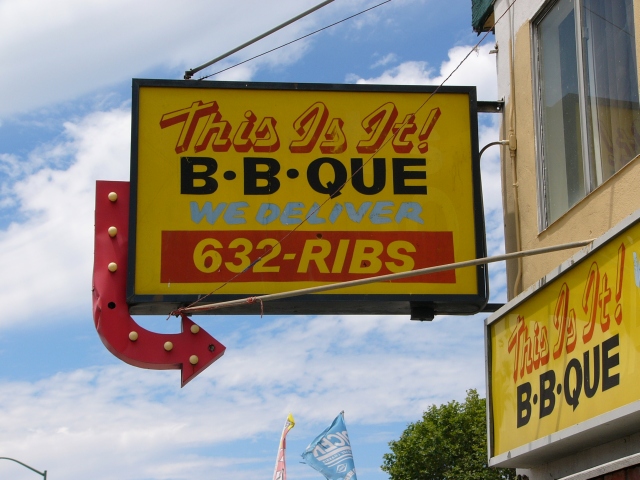 This Is It!
B·B·QUE
WE DELIVER
632-RIBS
This Is It!
B·B·QUE